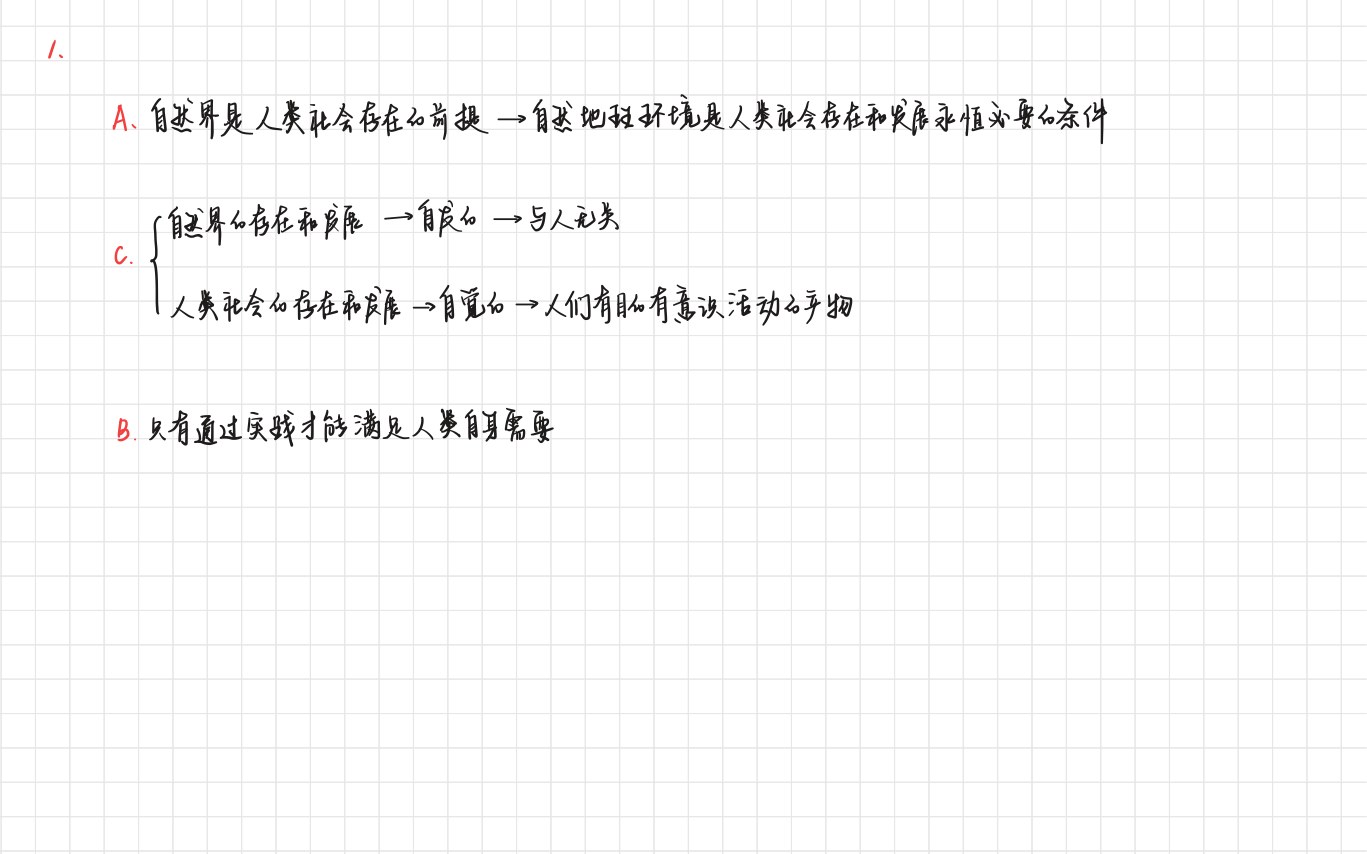 1、
A、自然界是人类社会存在的前提 →自然地理环境是人类社会存在和发展永恒必要的条件
自然界的存在和发展 →自发的 →与人无关
C.
人类社会的存在和发展 →自觉的 →人们有目的有意识活动的产物
B. 只有通过实践才能满足人类自身需要